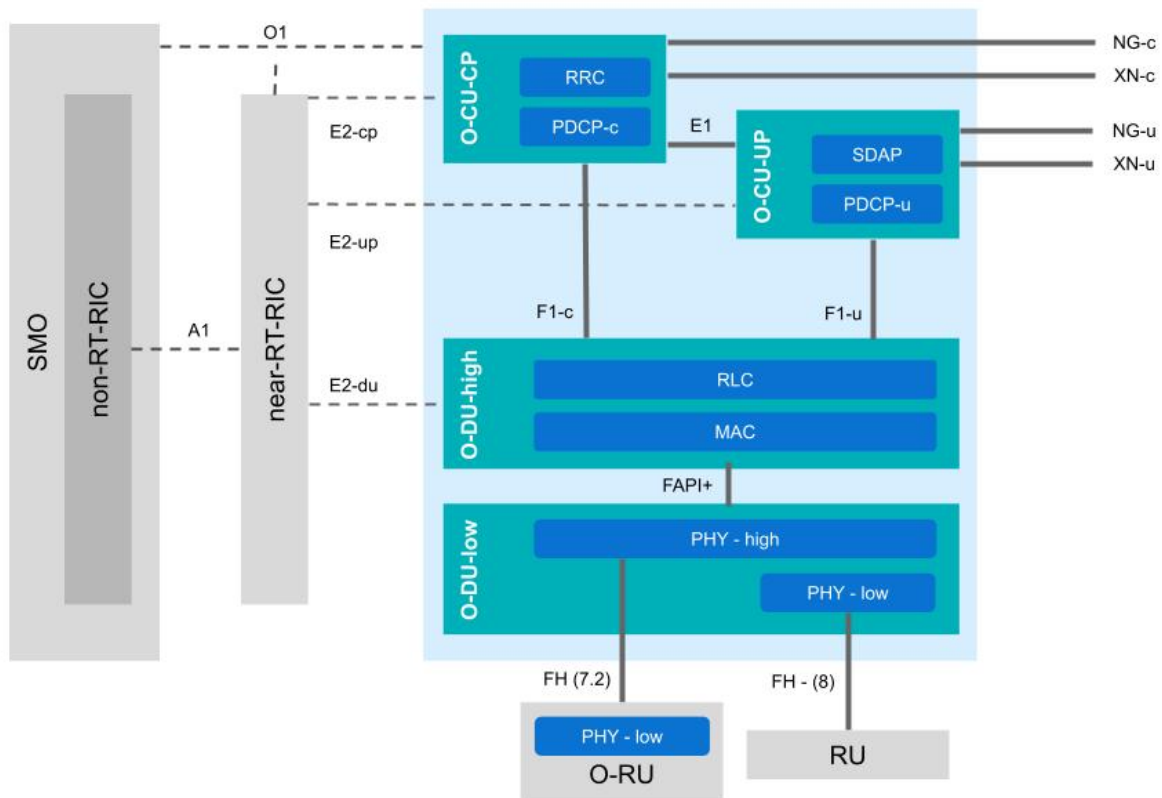 O1
NG-c
O-CU-CP
RRC
XN-c
E2-cp
PDCP-c
E1
NG-u
O-CU-UP
SDAP
XN-u
PDCP-u
E2-up
SMO
non-RT-RIC
A1
near-RT-RIC
F1-c
F1-u
E2-du
O-DU-high
RLC
MAC
FAPI+
O-DU-low
PHY - high
PHY - low
FH (7.2)
FH - (8)
PHY - low
O-RU
RU